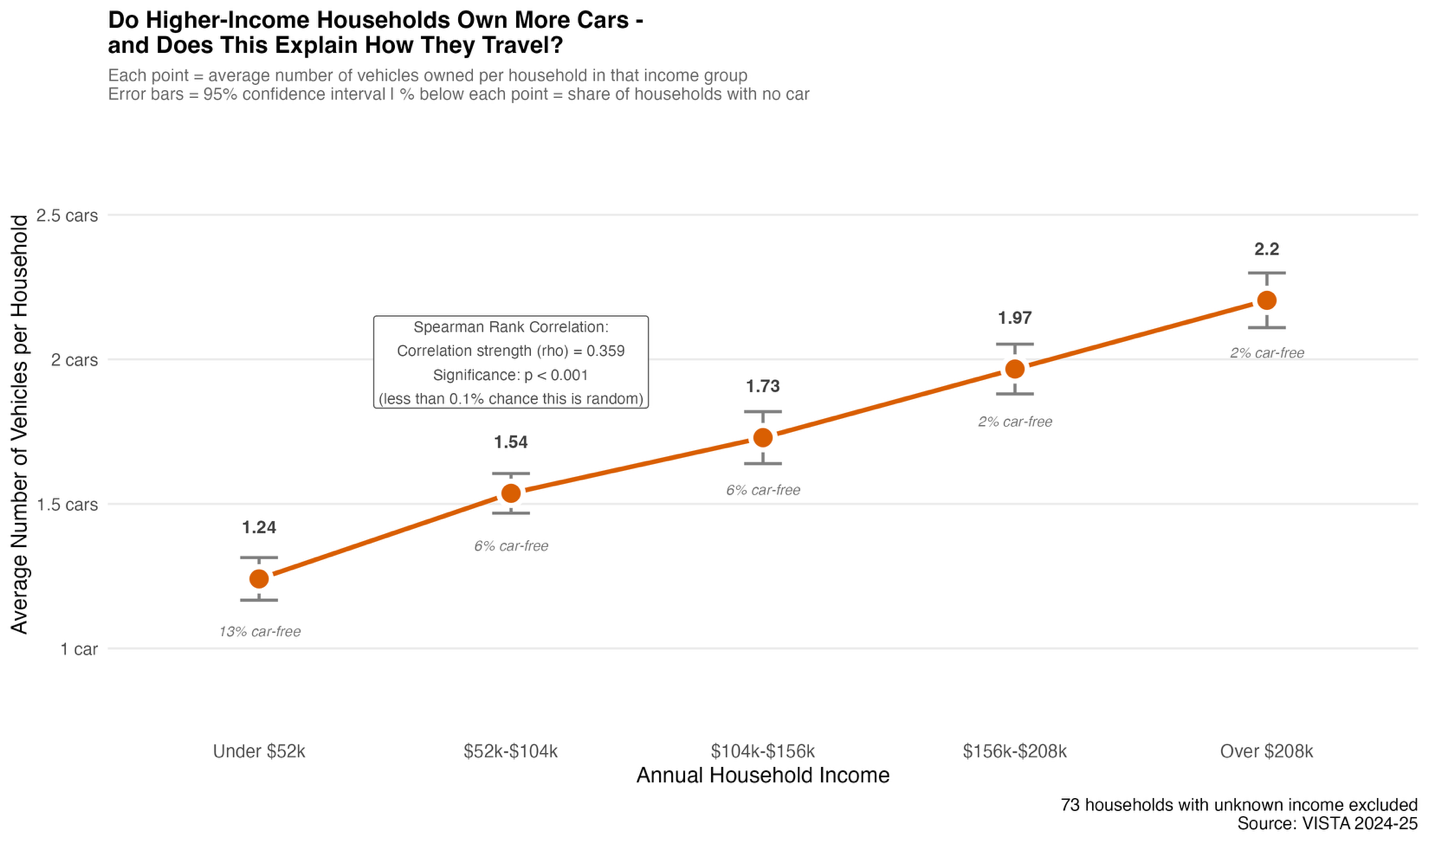 Do Higher-Income Households Own More Cars -
and Does This Explain How They Travel?
Each point = average number of vehicles owned per household in that income group
Error bars = 95% confidence interval | % below each point = share of households with no car
Average Number of Vehicles per Household
2.5 cars
2 cars
1.5 cars
1 car
Spearman Rank Correlation:
Correlation strength (rho) = 0.359
Significance: p < 0.001
(less than 0.1% chance this is random)
1.24
13% car-free
1.54
6% car-free
1.73
6% car-free
1.97
2% car-free
2.2
2% car-free
Under $52k
$52k-$104k
$104k-$156k
$156k-$208k
Over $208k
Annual Household Income
73 households with unknown income excluded
Source: VISTA 2024-25